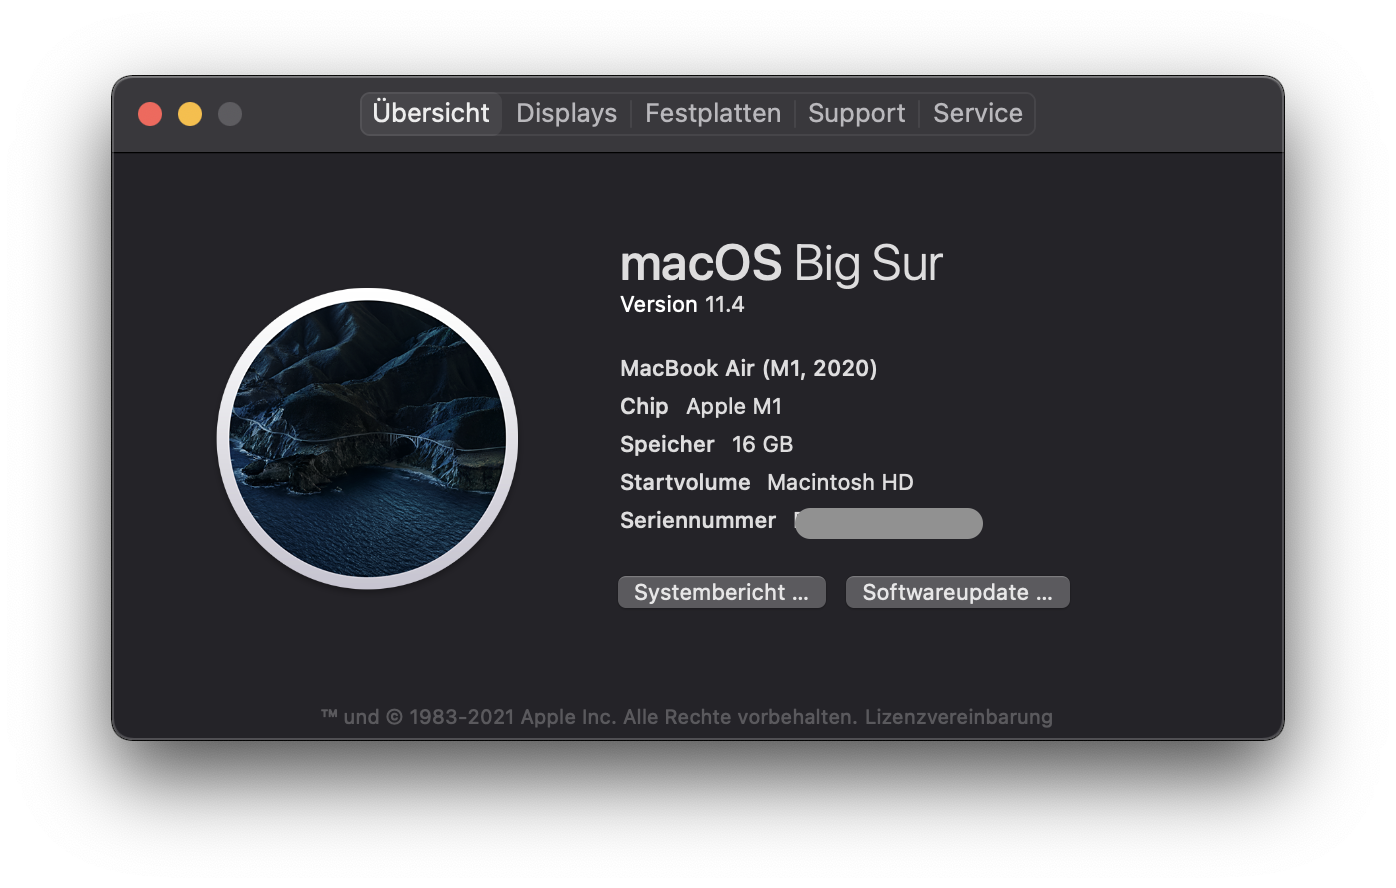 Übersicht Displays Festplatten Support Service
macOS Big Sur
Version 11.4
MacBook Air (M1, 2020)
Chip Apple M1
Speicher 16 GB
Startvolume Macintosh HD
Seriennummer
Systembericht ... Softwareupdate ...
™ und © 1983-2021 Apple Inc. Alle Rechte vorbehalten. Lizenzvereinbarung